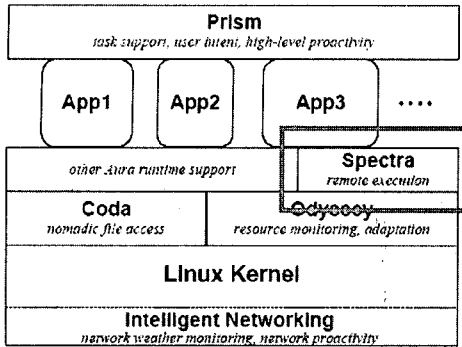 Prism
task support, user intent, high-level proactivity
App1 App2 App3 ....
other Aura runtime support
Spectra
remote execution
Coda
nomadic file access
Odyssey
resource monitoring, adaptation
Linux Kernel
Intelligent Networking
network weather monitoring, network proactivity